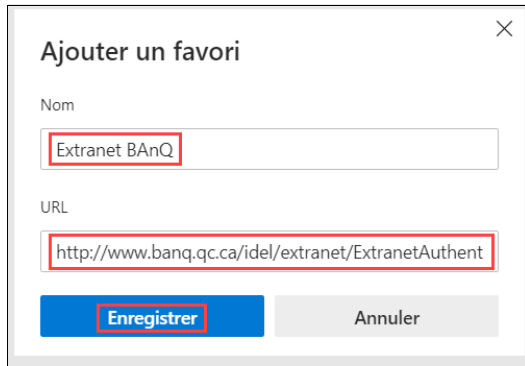 Ajouter un favori
Nom
Extranet BAnQ
URL
http://www.banq.qc.ca/idel/extranet/ExtranetAuthent
Enregistrer
Annuler